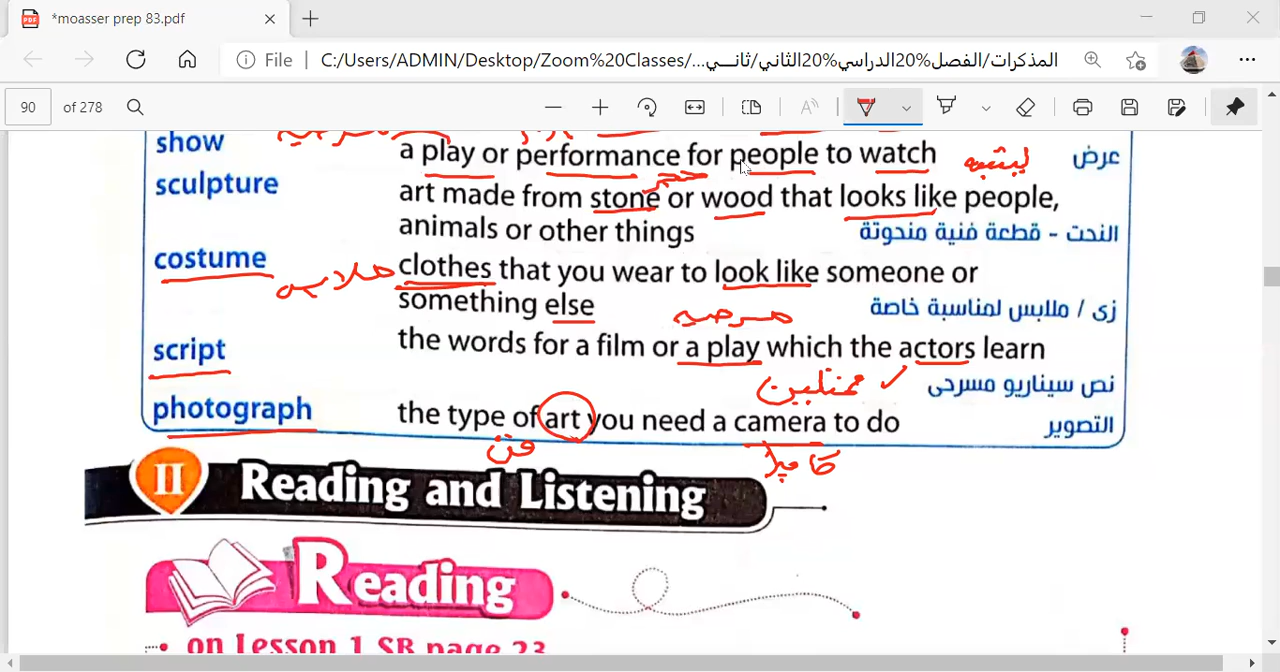 *moasser prep 83.pdf
File C:/Users/ADMIN/Desktop/Zoom%20Classes/...المذكرات/الفصل%20الدراسي%20الثاني/ثانـــي
90 of 278
show a play or performance for people to watch يشبه عرض
sculpture art made from stone or wood that looks like people,
animals or other things النحت - قطعة فنية منحوتة
costume ملابس clothes that you wear to look like someone or
something else زى / ملابس لمناسبة خاصة
مسرحيه
script the words for a film or a play which the actors learn
ممثلين نص سيناريو مسرحى
photograph the type of art you need a camera to do التصوير
فن كاميرا
II Reading and Listening
Reading
on Lesson 1 SB page 23